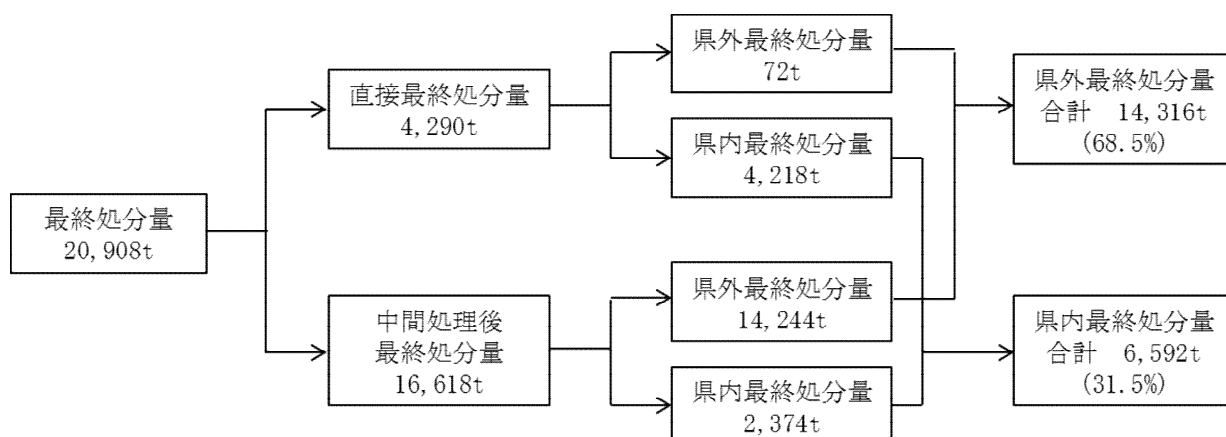 最終処分量
20,908t
直接最終処分量
4,290t
中間処理後
最終処分量
16,618t
県外最終処分量
72t
県内最終処分量
4,218t
県外最終処分量
14,244t
県内最終処分量
2,374t
県外最終処分量
合計　14,316t
(68.5%)
県内最終処分量
合計　6,592t
(31.5%)